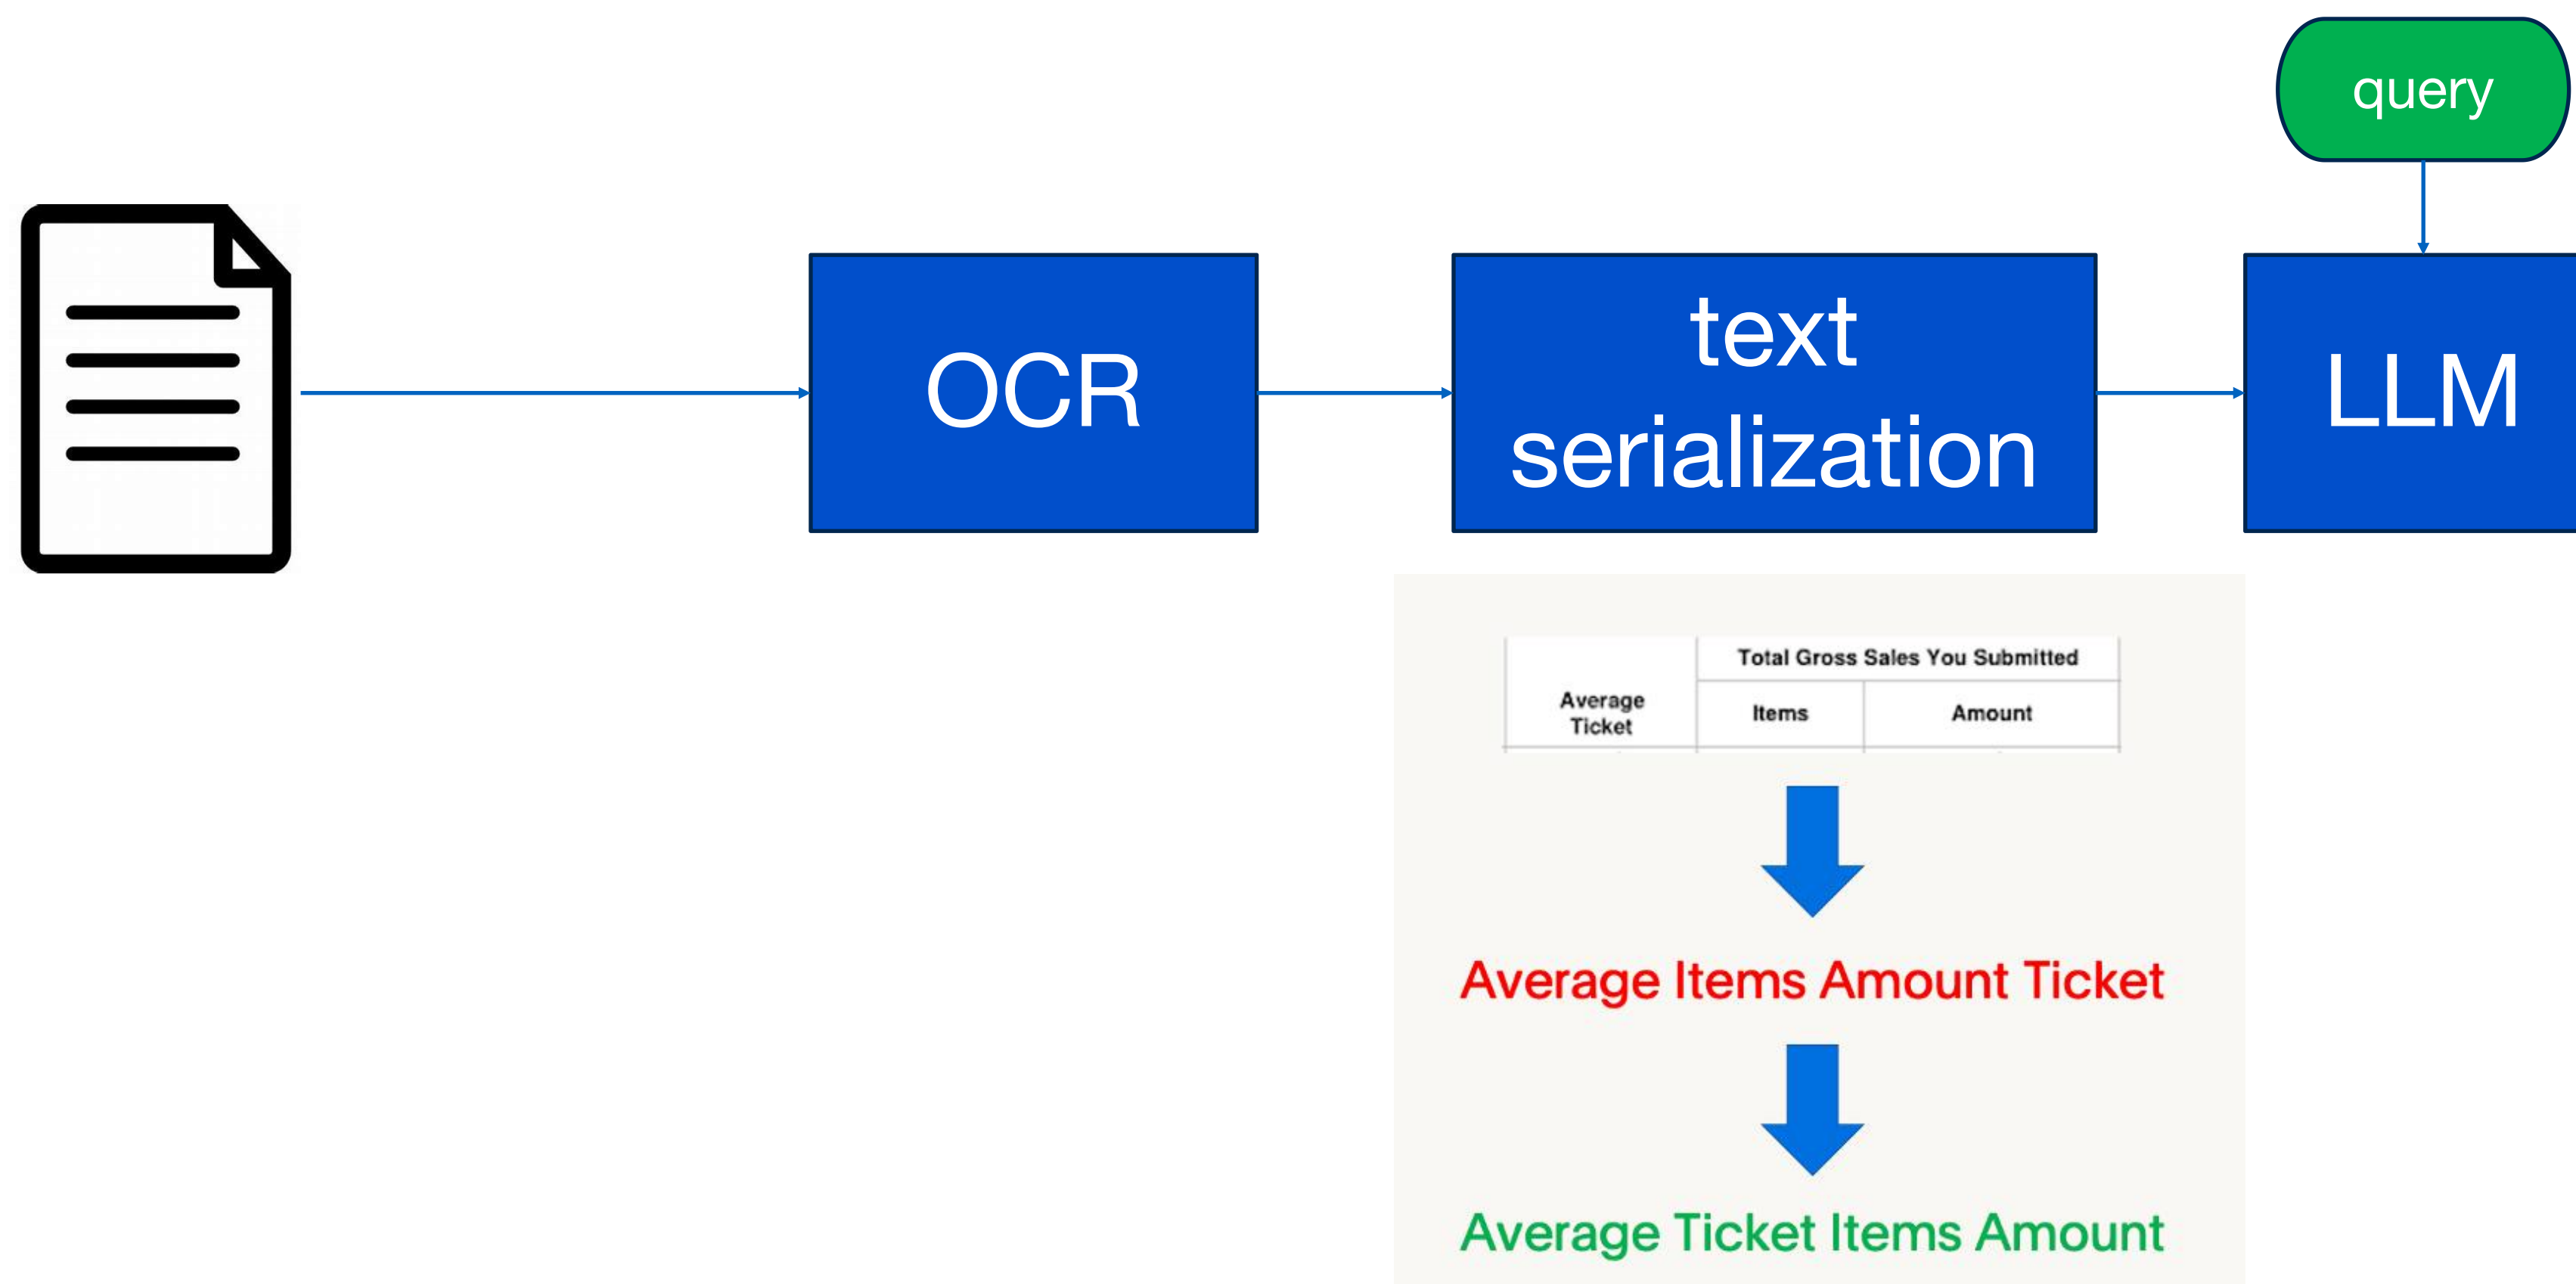 query
OCR
text
serialization
LLM
Total Gross Sales You Submitted
Average
Ticket
Items
Amount
Average Items Amount Ticket
Average Ticket Items Amount